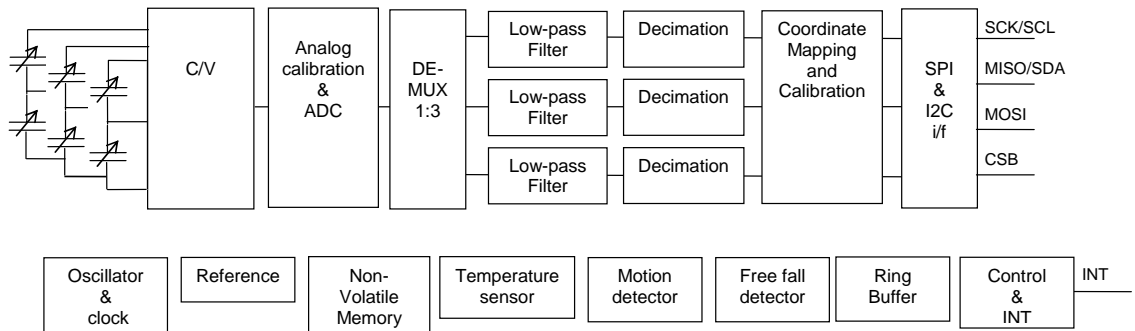 C/V
Analog
calibration
&
ADC
DE-
MUX
1:3
Low-pass
Filter
Decimation
Low-pass
Filter
Decimation
Low-pass
Filter
Decimation
Coordinate
Mapping
and
Calibration
SPI
&
I2C
i/f
SCK/SCL
MISO/SDA
MOSI
CSB
Oscillator
&
clock
Reference
Non-
Volatile
Memory
Temperature
sensor
Motion
detector
Free fall
detector
Ring
Buffer
Control
&
INT
INT